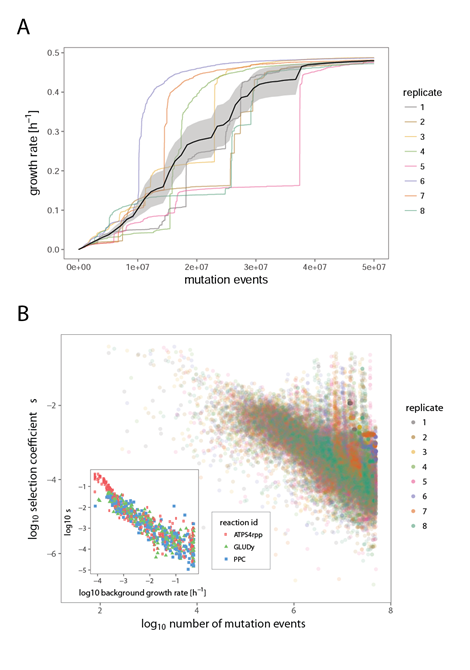 A
growth rate [h⁻¹]
0.5
0.4
0.3
0.2
0.1
0.0
0e+00 1e+07 2e+07 3e+07 4e+07 5e+07
mutation events
replicate
1
2
3
4
5
6
7
8
B
log₁₀ selection coefficient s
−2
−4
−6
2 4 6 8
log₁₀ number of mutation events
log10 s
−1
−2
−3
−4
−5
−4 −3 −2 −1
log10 background growth rate [h⁻¹]
reaction id
ATPS4rpp
GLUDy
PPC
replicate
1
2
3
4
5
6
7
8